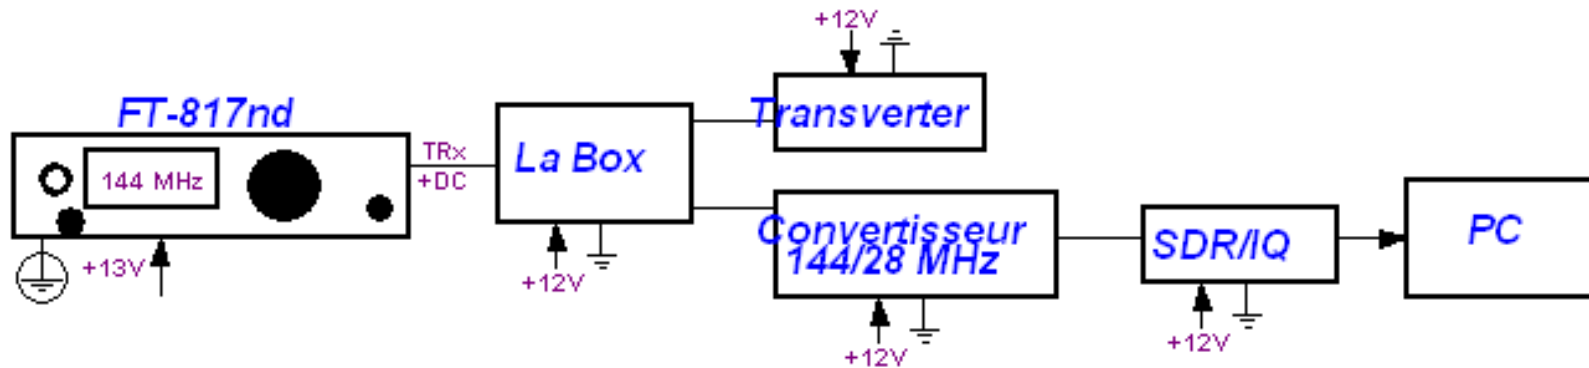 +12V
FT-817nd
Transverter
TRx
La Box
144 MHz
+DC
Convertisseur
144/28 MHz
SDR/IQ
PC
+13V
+12V
+12V
+12V